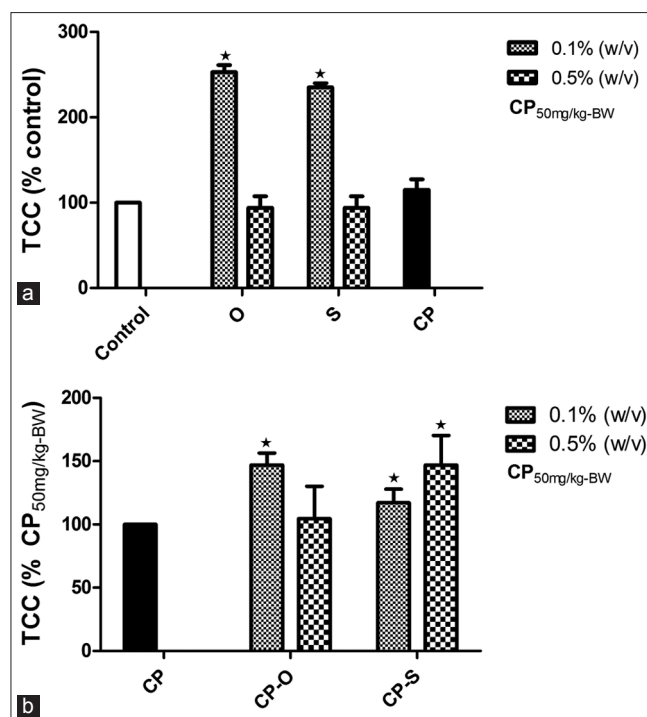 TCC (% control)
300
200
100
0
Control
O
S
CP
0.1% (w/v)
0.5% (w/v)
CP50mg/kg-BW
a
TCC (% CP50mg/kg-BW)
200
150
100
50
0
CP
CP-O
CP-S
0.1% (w/v)
0.5% (w/v)
CP50mg/kg-BW
b